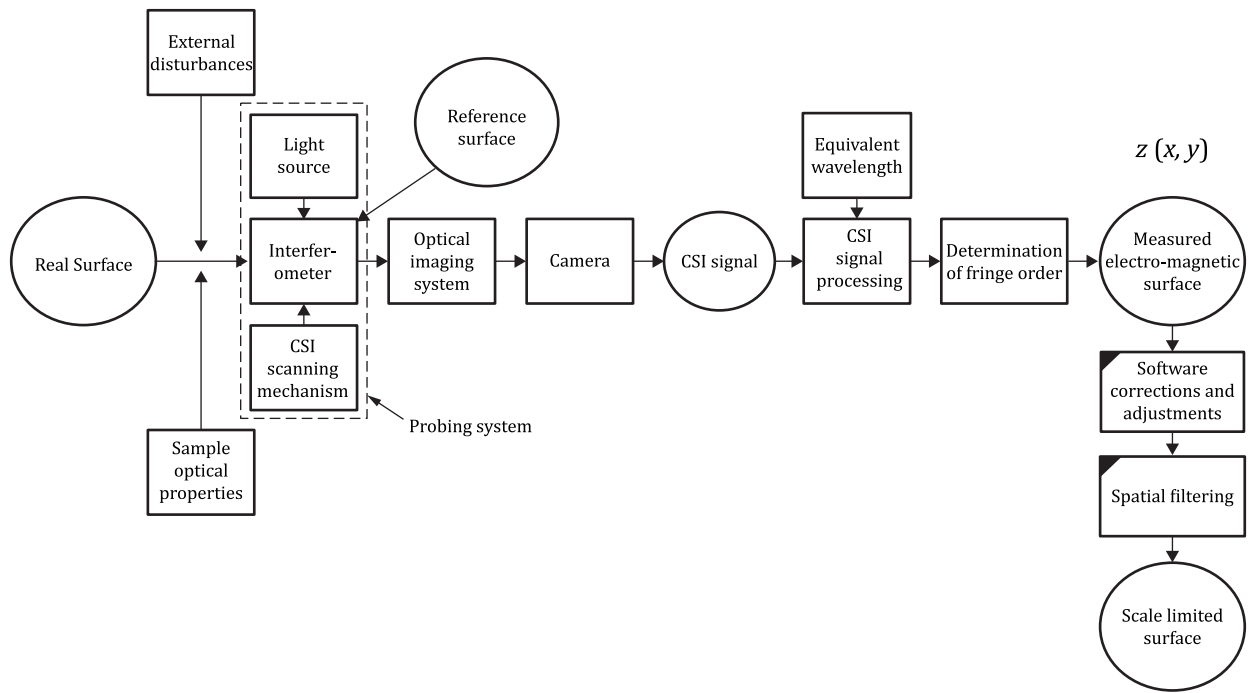 External
disturbances
Light
source
Reference
surface
Equivalent
wavelength
z (x, y)
Real Surface
Interfer-
ometer
Optical
imaging
system
Camera
CSI signal
CSI
signal
processing
Determination
of fringe order
Measured
electro-magnetic
surface
CSI
scanning
mechanism
Probing system
Software
corrections and
adjustments
Sample
optical
properties
Spatial filtering
Scale limited
surface